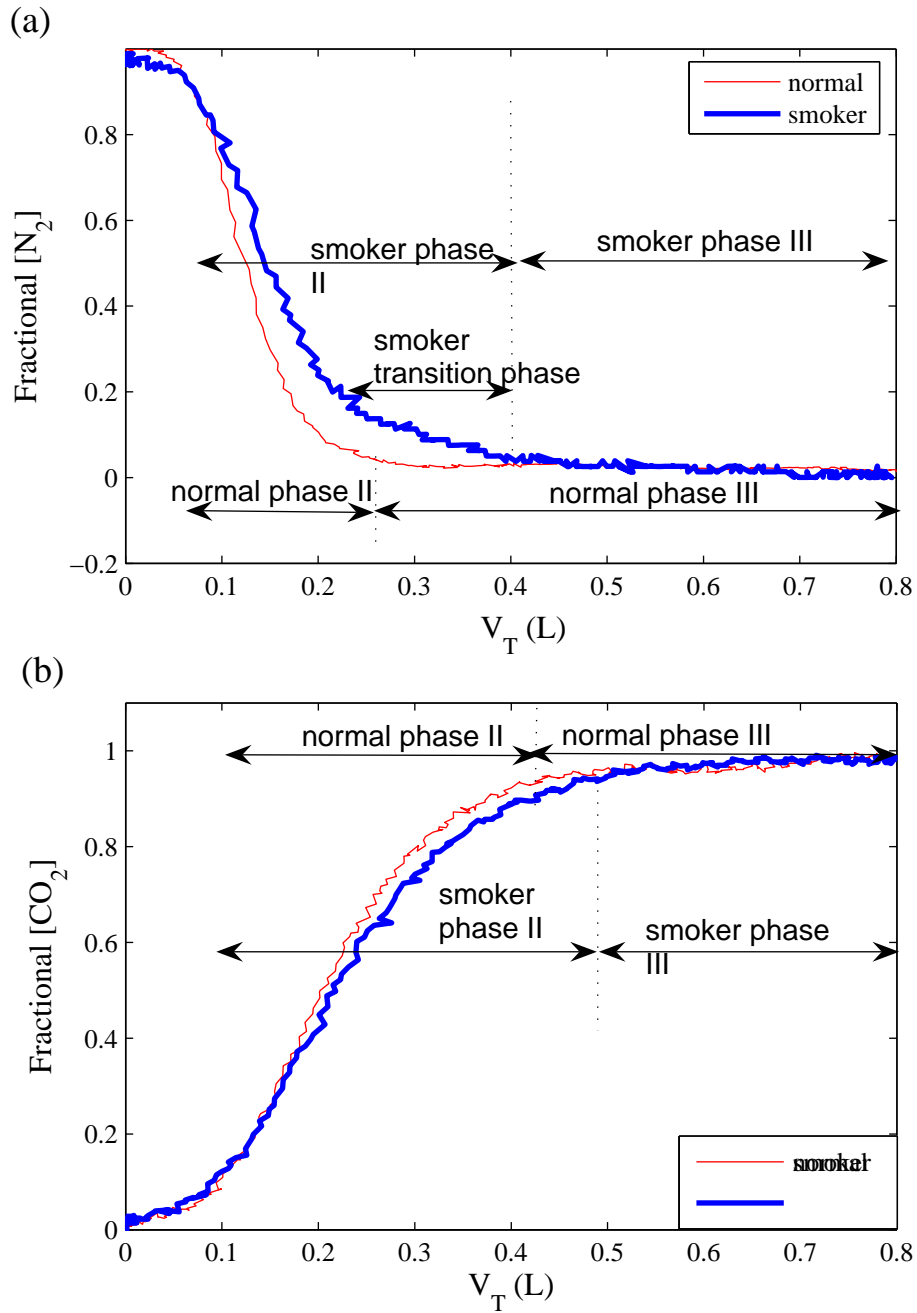 (a)
normal
smoker
0.8
0.6
0.4
0.2
0
−0.2
Fractional [N2]
smoker phase
II
smoker phase III
smoker
transition phase
normal phase II
normal phase III
0 0.1 0.2 0.3 0.4 0.5 0.6 0.7 0.8
V_T (L)
(b)
1
0.8
0.6
0.4
0.2
0
Fractional [CO2]
normal phase II
normal phase III
smoker
phase II
smoker phase
III
0 0.1 0.2 0.3 0.4 0.5 0.6 0.7 0.8
V_T (L)